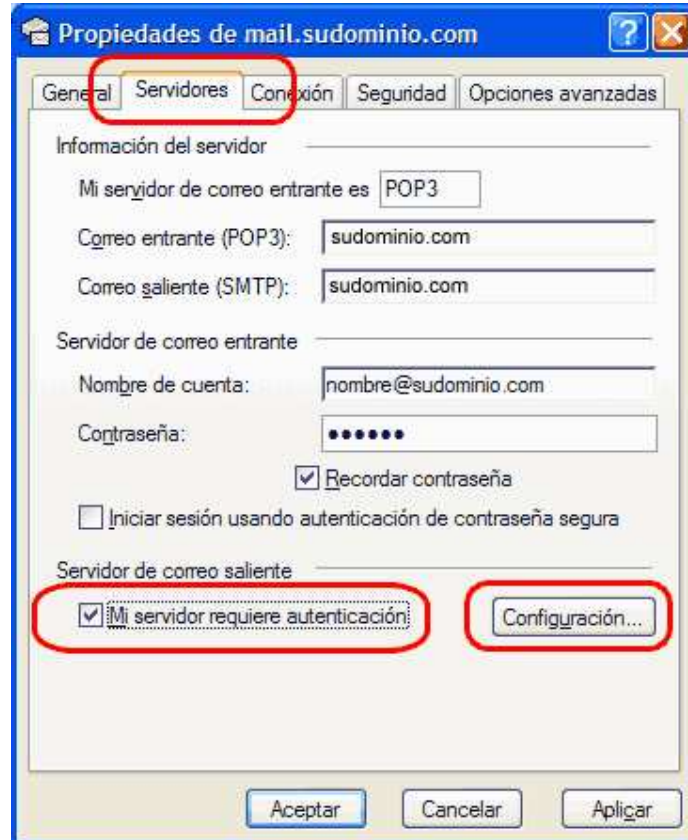 Propiedades de mail.sudominio.com
General Servidores Conexión Seguridad Opciones avanzadas
Información del servidor
Mi servidor de correo entrante es POP3
Correo entrante (POP3): sudominio.com
Correo saliente (SMTP): sudominio.com
Servidor de correo entrante
Nombre de cuenta: nombre@sudominio.com
Contraseña: ●●●●●●
Recordar contraseña
Iniciar sesión usando autenticación de contraseña segura
Servidor de correo saliente
Mi servidor requiere autenticación Configuración...
Aceptar Cancelar Aplicar